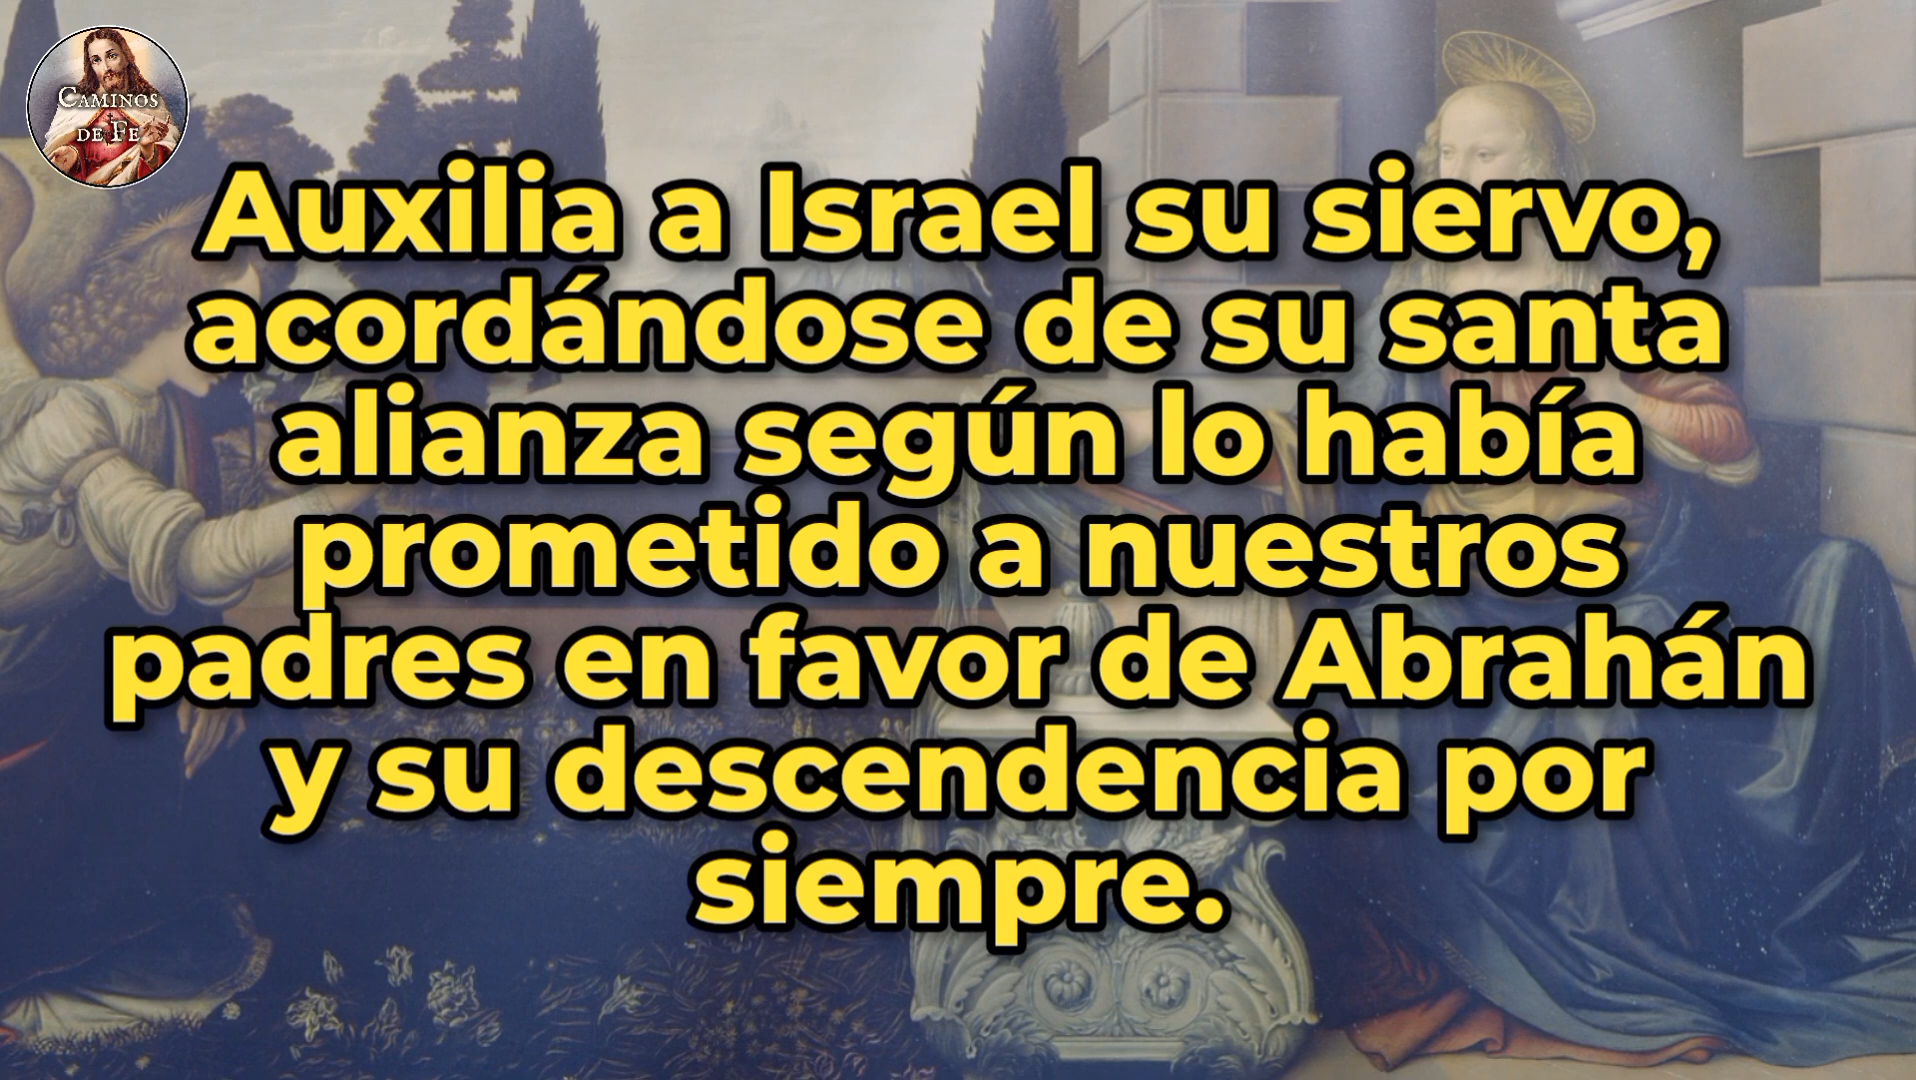 CAMINOS
DE FE
Auxilia a Israel su siervo,
acordándose de su santa
alianza según lo había
prometido a nuestros
padres en favor de Abrahán
y su descendencia por
siempre.